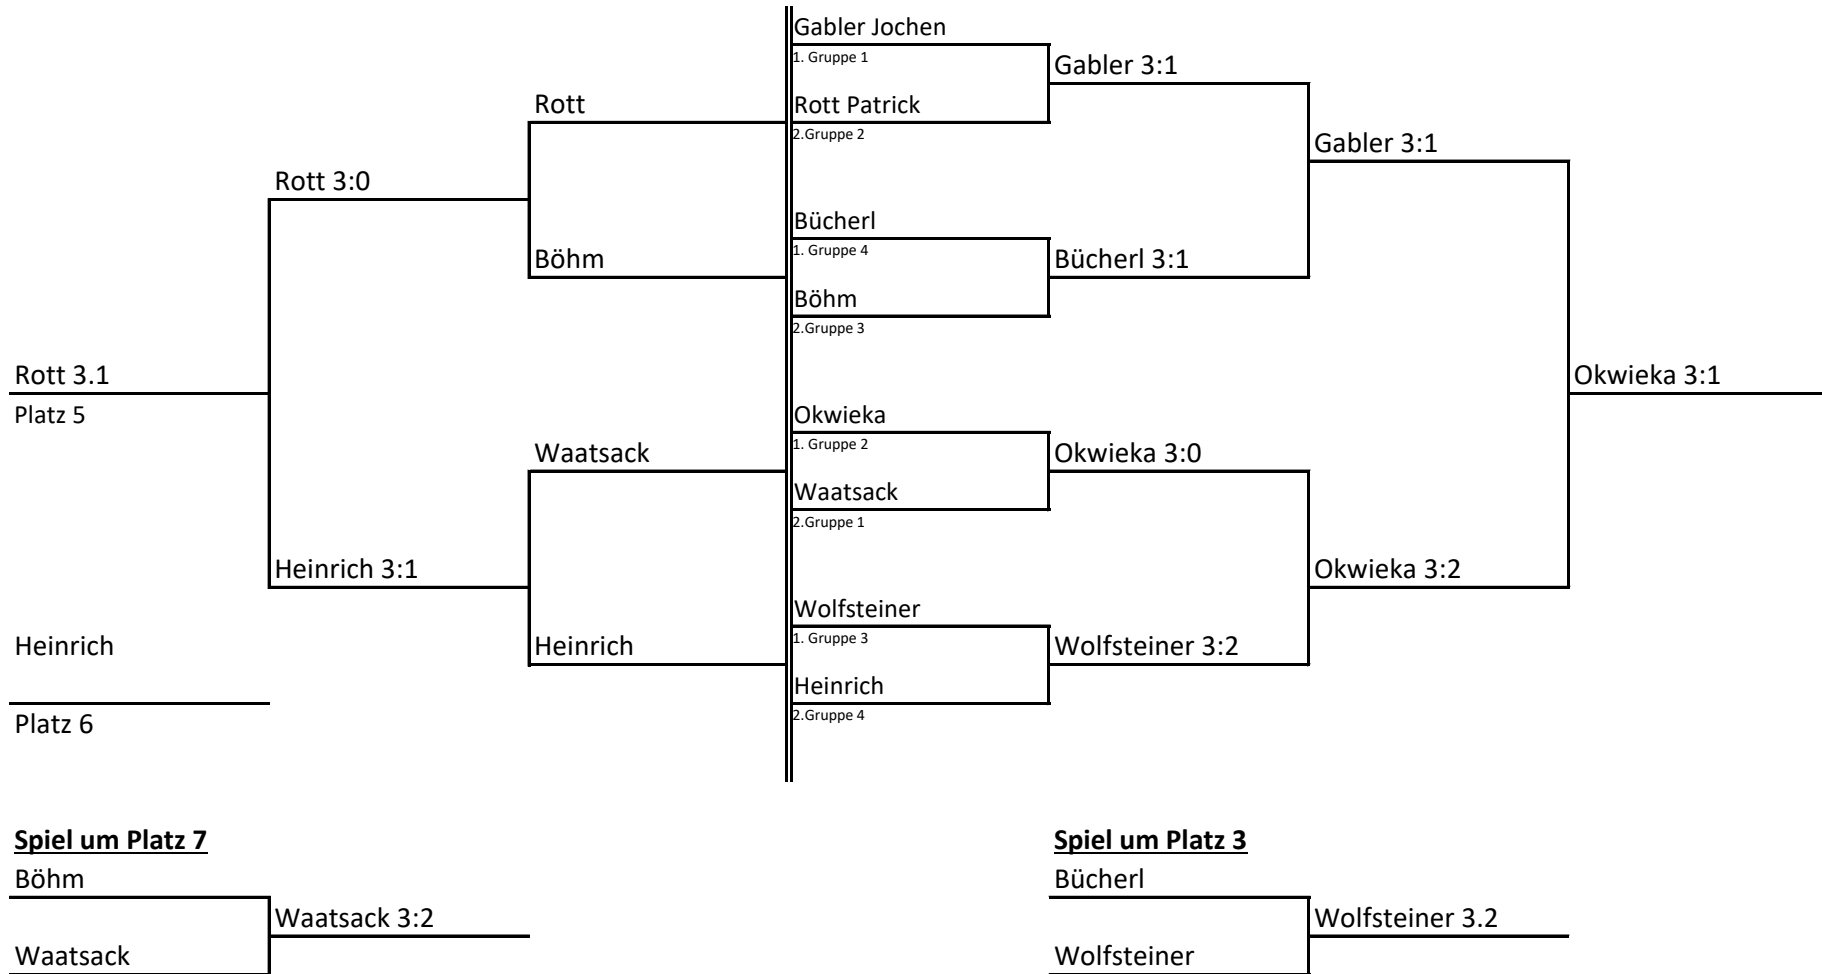 Gabler Jochen
1. Gruppe 1
Gabler 3:1
Rott
Rott Patrick
2.Gruppe 2
Gabler 3:1
Rott 3:0
Bücherl
1. Gruppe 4
Böhm
Bücherl 3:1
Böhm
2.Gruppe 3
Rott 3.1
Okwieka 3:1
Platz 5
Okwieka
1. Gruppe 2
Waatsack
Okwieka 3:0
Waatsack
2.Gruppe 1
Heinrich 3:1
Okwieka 3:2
Wolfsteiner
1. Gruppe 3
Heinrich
Heinrich
Wolfsteiner 3:2
Heinrich
2.Gruppe 4
Platz 6
Spiel um Platz 7
Böhm
Waatsack 3:2
Waatsack
Spiel um Platz 3
Bücherl
Wolfsteiner 3.2
Wolfsteiner